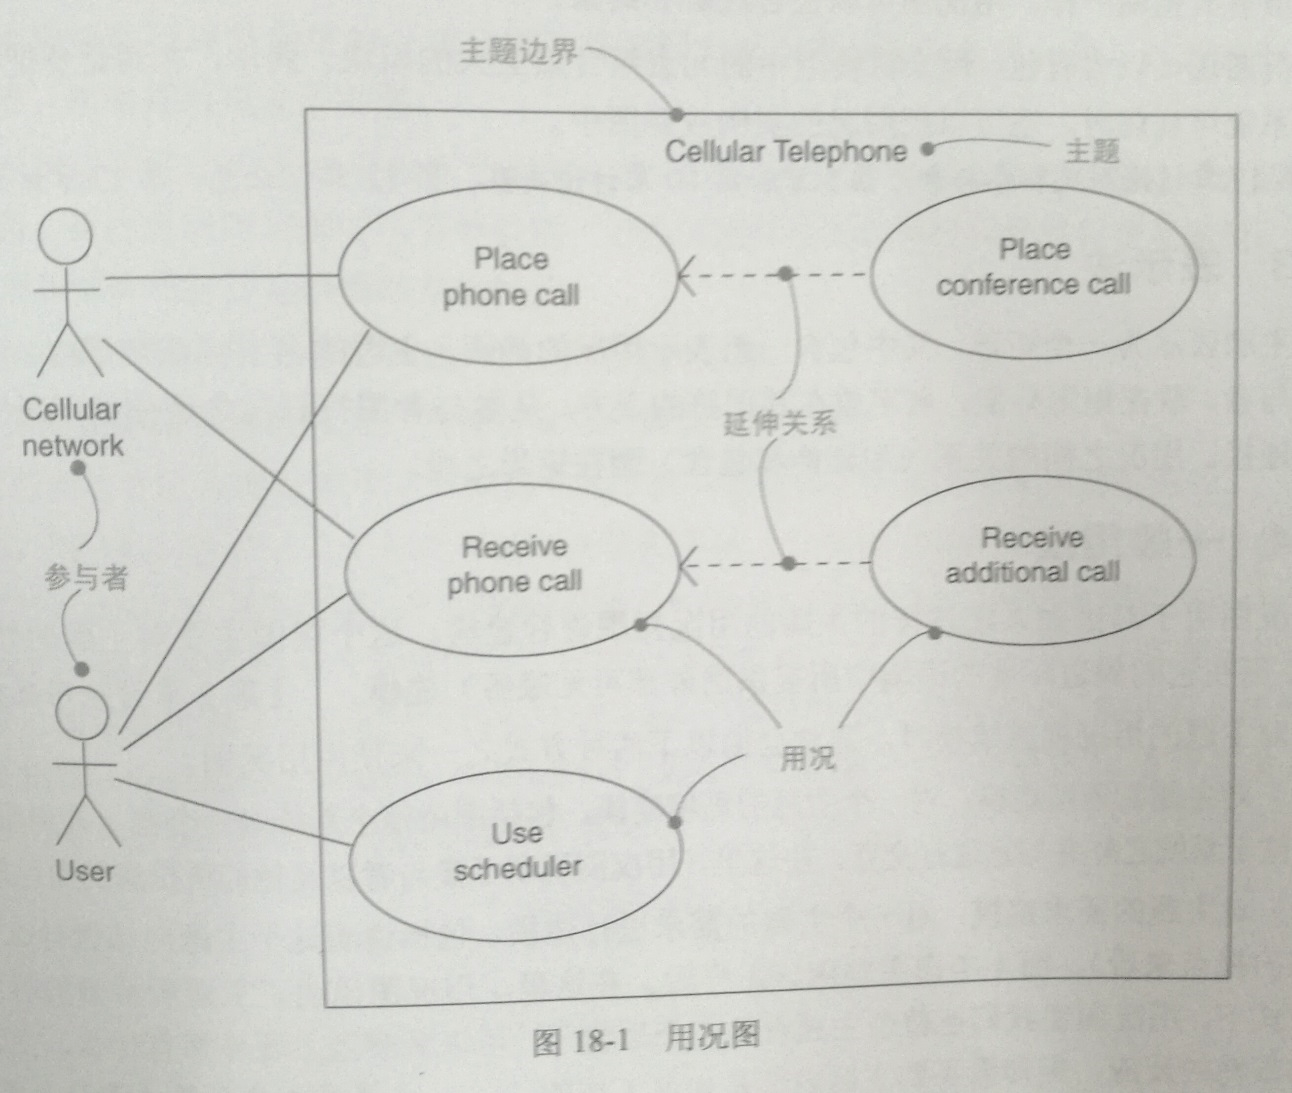 主题边界
Cellular Telephone
主题
Place
phone call
Place
conference call
Cellular
network
延伸关系
参与者
Receive
phone call
Receive
additional call
用况
User
Use
scheduler
图 18-1 用况图